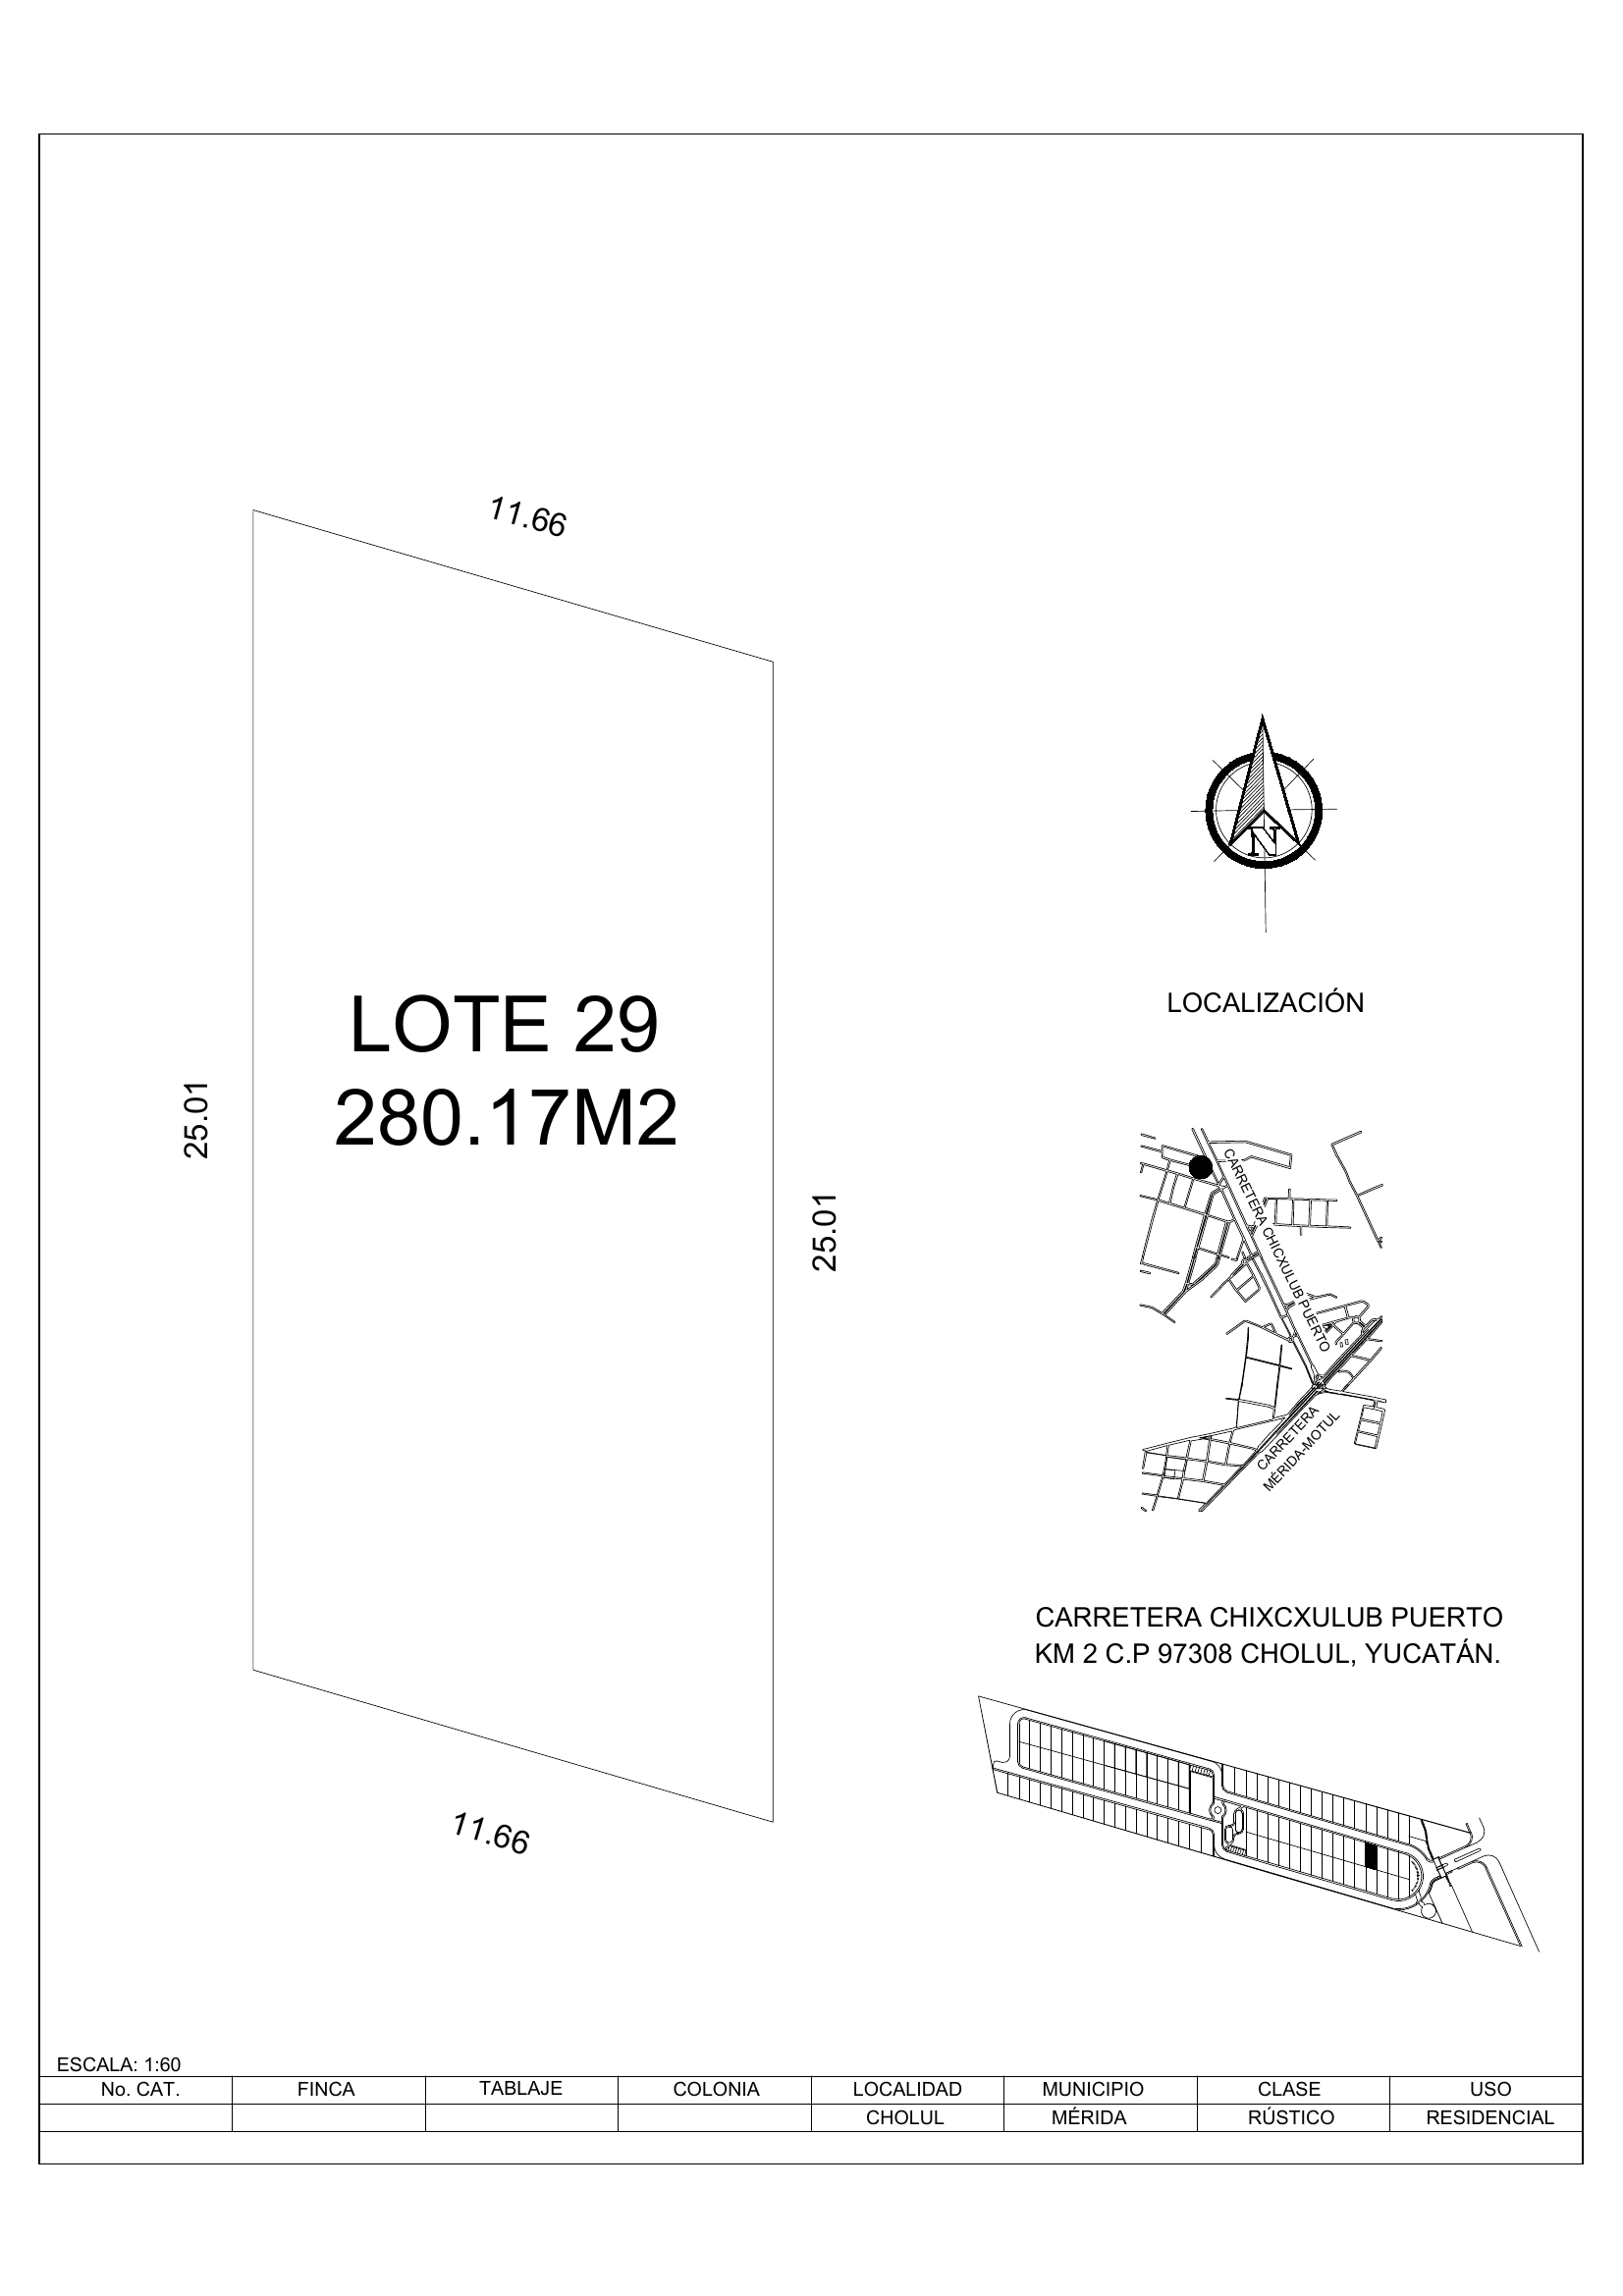 11.66
LOTE 29
280.17M2
25.01
25.01
11.66
N
LOCALIZACIÓN
CARRETERA CHICXULUB PUERTO
CARRETERA
MÉRIDA-MOTUL
CARRETERA CHIXCXULUB PUERTO
KM 2 C.P 97308 CHOLUL, YUCATÁN.
ESCALA: 1:60
No. CAT. FINCA TABLAJE COLONIA LOCALIDAD MUNICIPIO CLASE USO
CHOLUL MÉRIDA RÚSTICO RESIDENCIAL